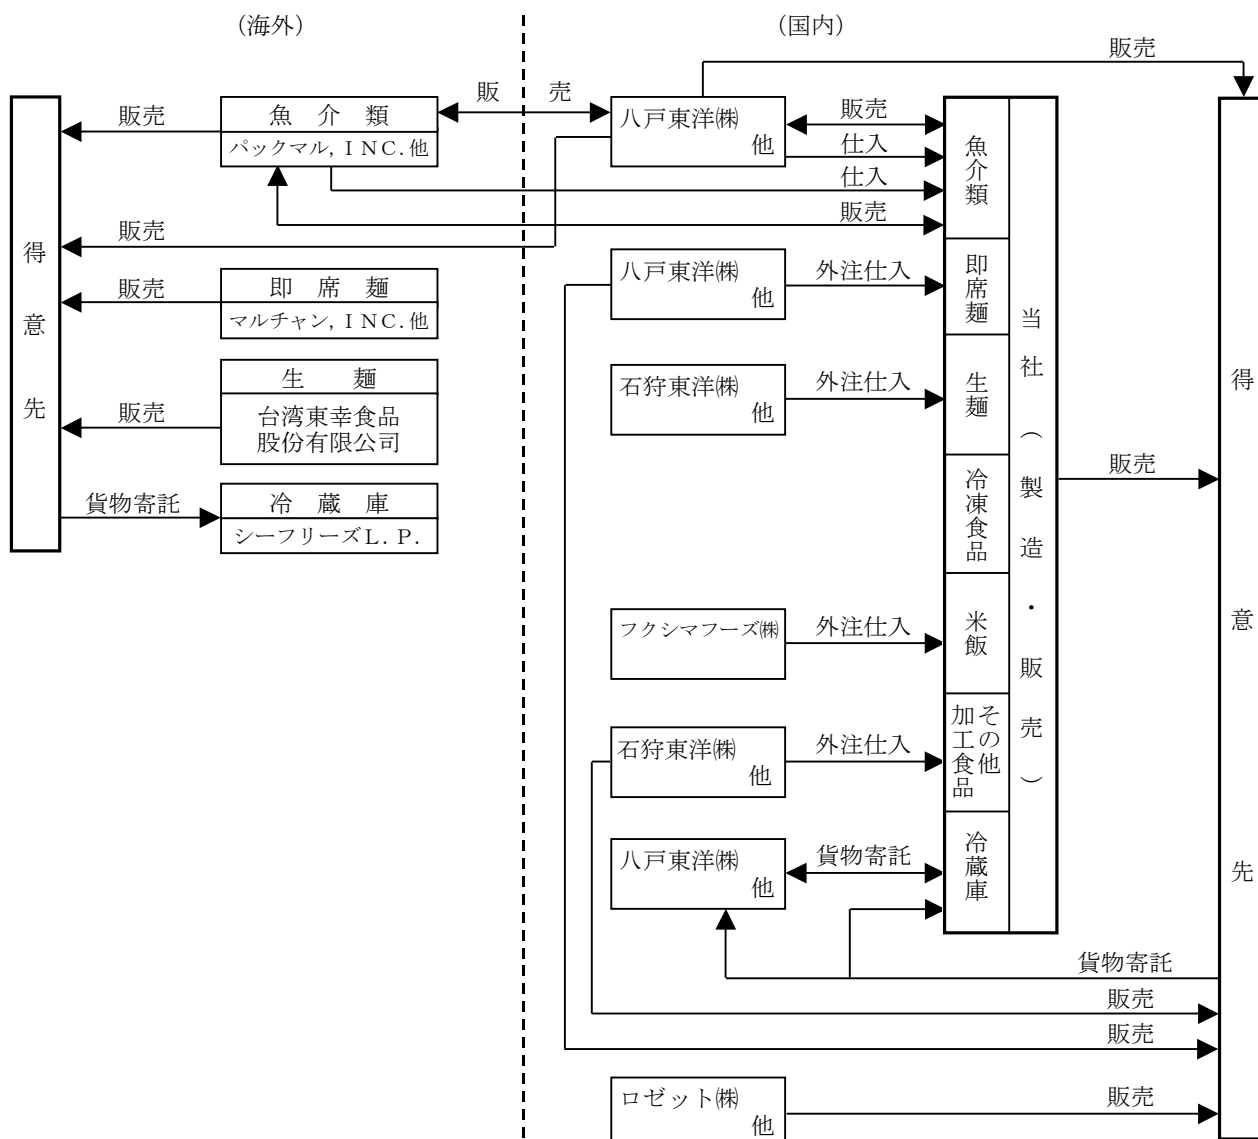 （海外）
（国内）
販売
販　売
販売
魚　介　類
パックマル，ＩＮＣ．他
八戸東洋㈱
他
販売
仕入
仕入
販売
魚介類
販売
得意先
販売
即　席　麺
マルチャン，ＩＮＣ．他
八戸東洋㈱
他
外注仕入
即席麺
当社（製造・販売）
得意先
販売
生　麺
台湾東幸食品
股份有限公司
石狩東洋㈱
他
外注仕入
生麺
販売
貨物寄託
冷　蔵　庫
シーフリーズＬ．Ｐ．
冷凍食品
フクシマフーズ㈱
外注仕入
米飯
石狩東洋㈱
他
外注仕入
その他
加工食品
八戸東洋㈱
他
貨物寄託
冷蔵庫
貨物寄託
販売
販売
ロゼット㈱
他
販売